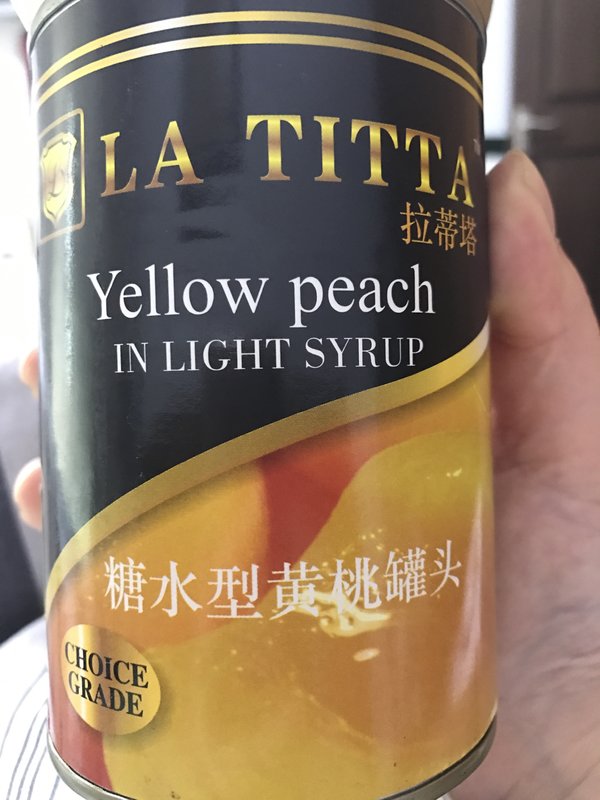 LA TITTA
拉蒂塔
Yellow peach
IN LIGHT SYRUP
糖水型黄桃罐头
CHOICE
GRADE